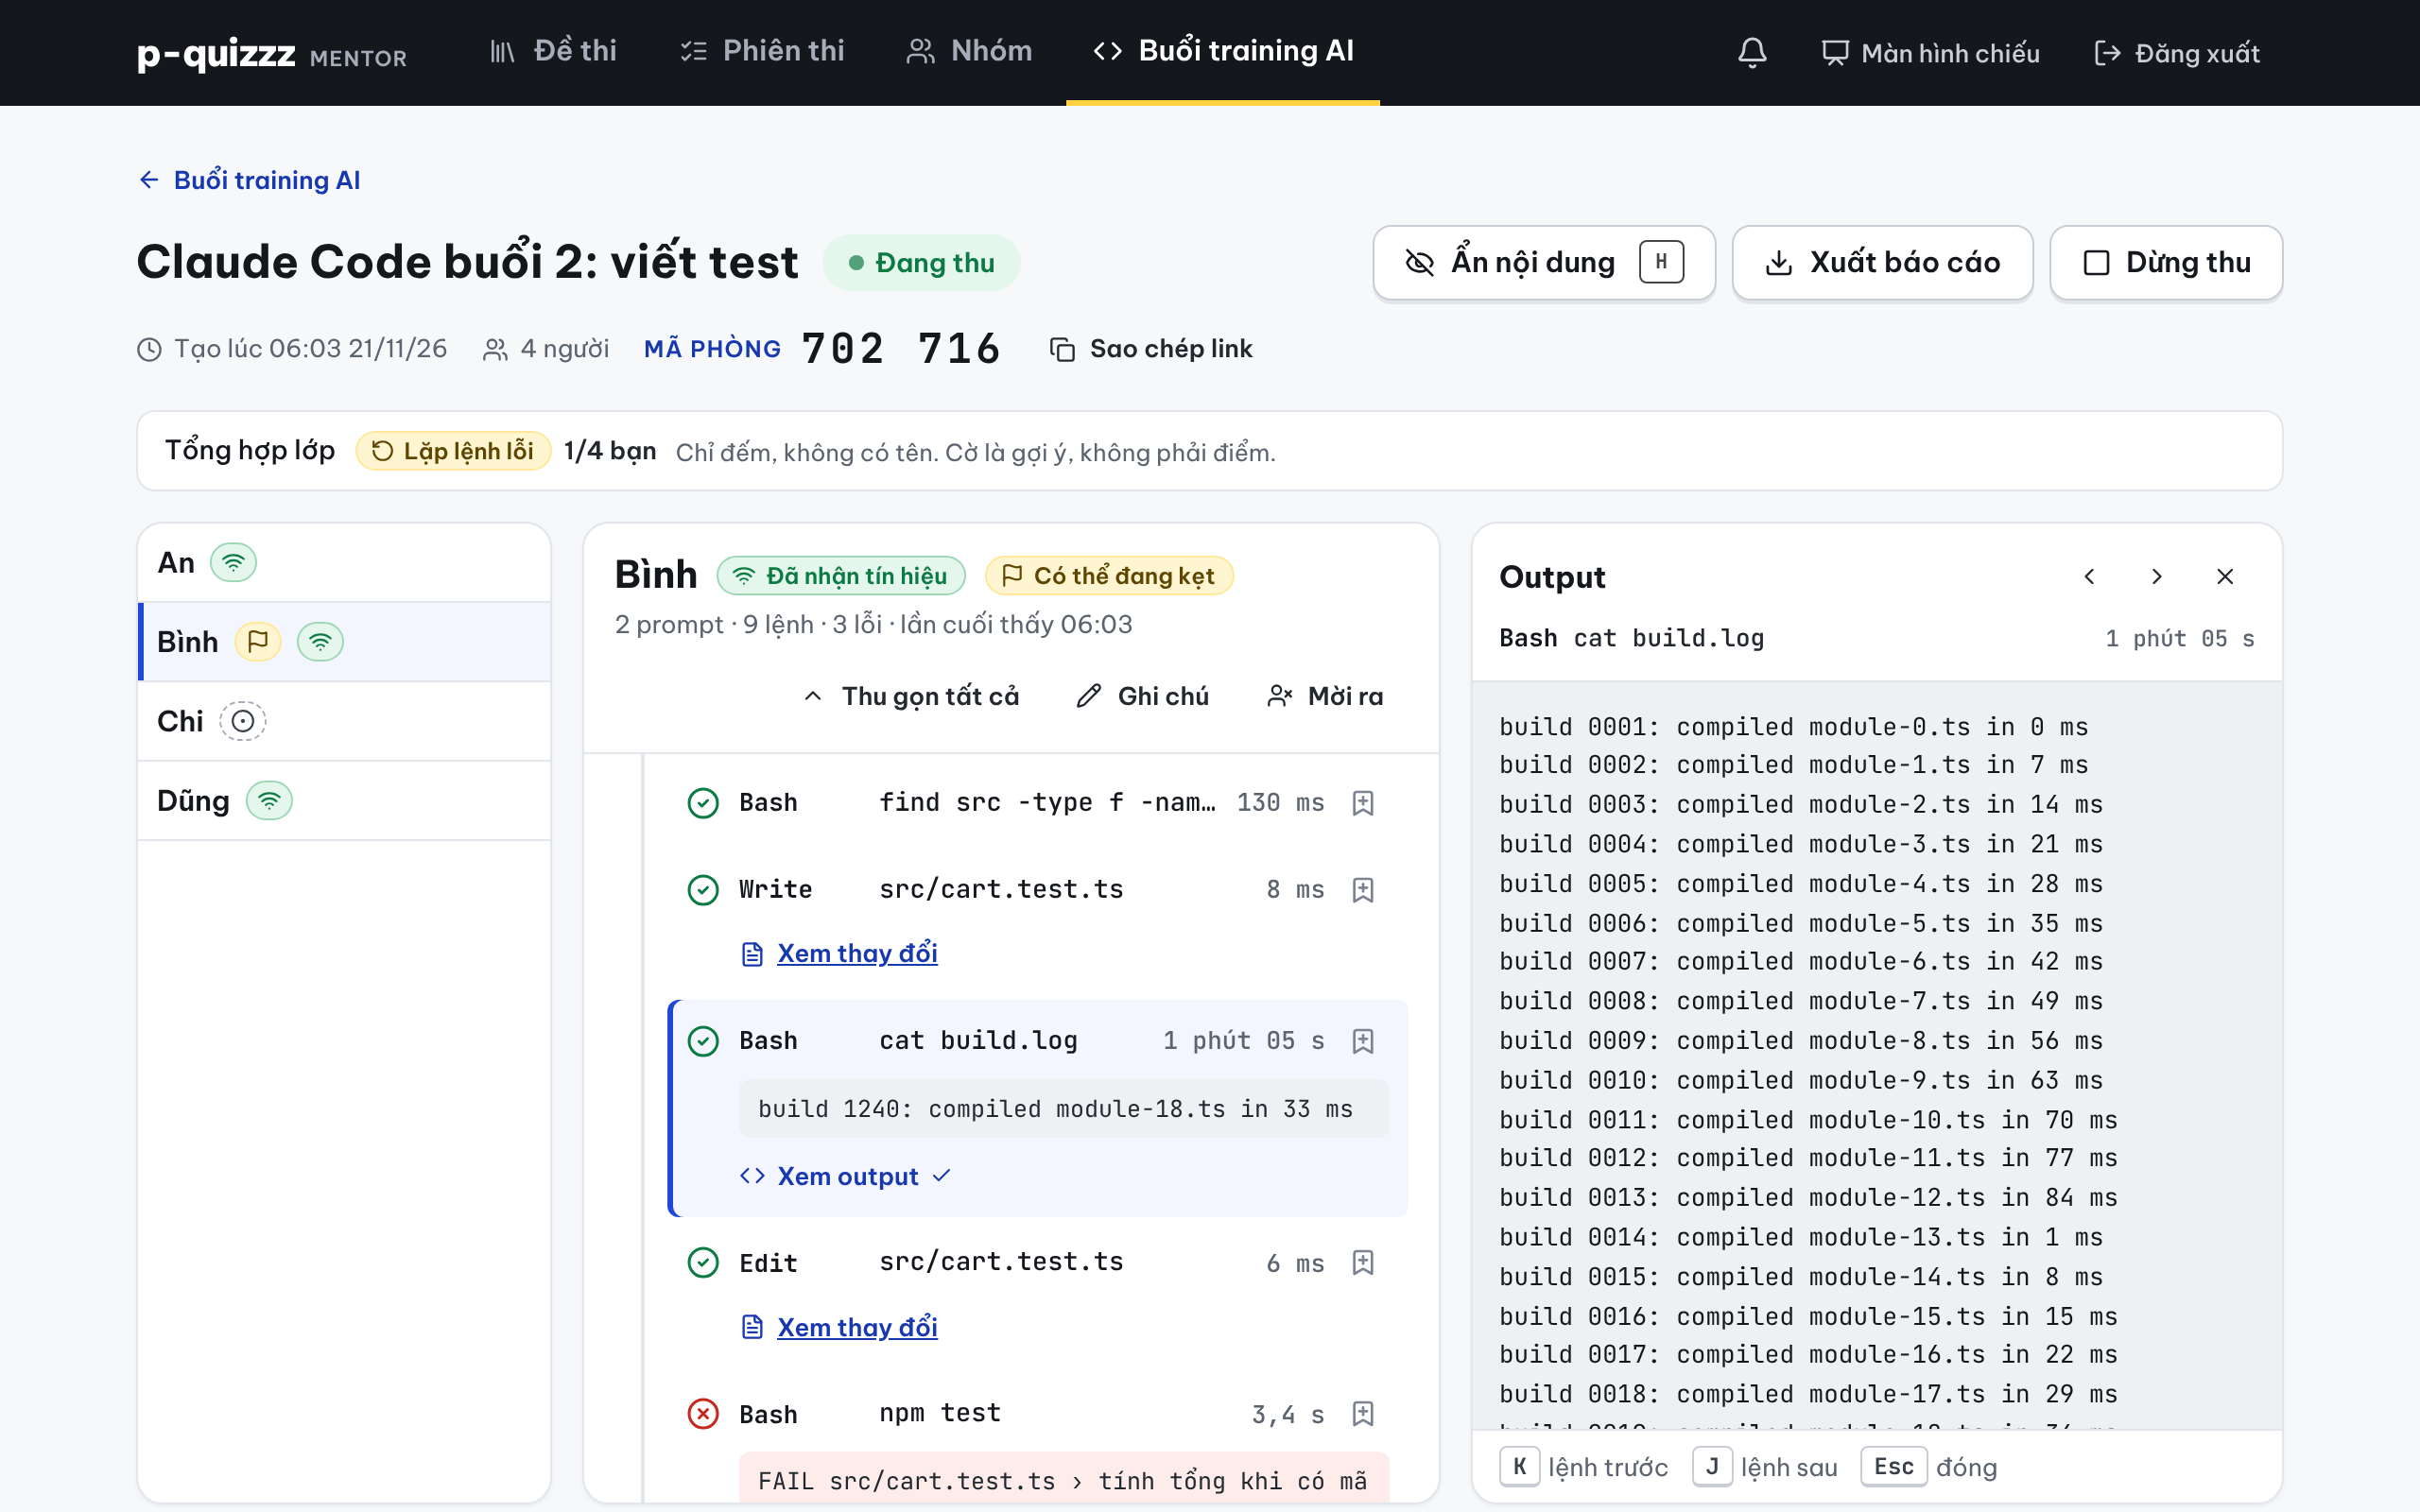 p-quizzz MENTOR Đề thi Phiên thi Nhóm Buổi training AI Màn hình chiếu Đăng xuất
Buổi training AI
Claude Code buổi 2: viết test Đang thu Ẩn nội dung H Xuất báo cáo Dừng thu
Tạo lúc 06:03 21/11/26 4 người MÃ PHÒNG 702 716 Sao chép link
Tổng hợp lớp Lặp lệnh lỗi 1/4 bạn Chỉ đếm, không có tên. Cờ là gợi ý, không phải điểm.
An
Bình
Chi
Dũng
Bình Đã nhận tín hiệu Có thể đang kẹt
2 prompt · 9 lệnh · 3 lỗi · lần cuối thấy 06:03
Thu gọn tất cả Ghi chú Mời ra
Bash find src -type f -nam… 130 ms
Write src/cart.test.ts 8 ms
Xem thay đổi
Bash cat build.log 1 phút 05 s
build 1240: compiled module-18.ts in 33 ms
Xem output
Edit src/cart.test.ts 6 ms
Xem thay đổi
Bash npm test 3,4 s
FAIL src/cart.test.ts › tính tổng khi có mã
Output
Bash cat build.log 1 phút 05 s
build 0001: compiled module-0.ts in 0 ms
build 0002: compiled module-1.ts in 7 ms
build 0003: compiled module-2.ts in 14 ms
build 0004: compiled module-3.ts in 21 ms
build 0005: compiled module-4.ts in 28 ms
build 0006: compiled module-5.ts in 35 ms
build 0007: compiled module-6.ts in 42 ms
build 0008: compiled module-7.ts in 49 ms
build 0009: compiled module-8.ts in 56 ms
build 0010: compiled module-9.ts in 63 ms
build 0011: compiled module-10.ts in 70 ms
build 0012: compiled module-11.ts in 77 ms
build 0013: compiled module-12.ts in 84 ms
build 0014: compiled module-13.ts in 1 ms
build 0015: compiled module-14.ts in 8 ms
build 0016: compiled module-15.ts in 15 ms
build 0017: compiled module-16.ts in 22 ms
build 0018: compiled module-17.ts in 29 ms
K lệnh trước J lệnh sau Esc đóng